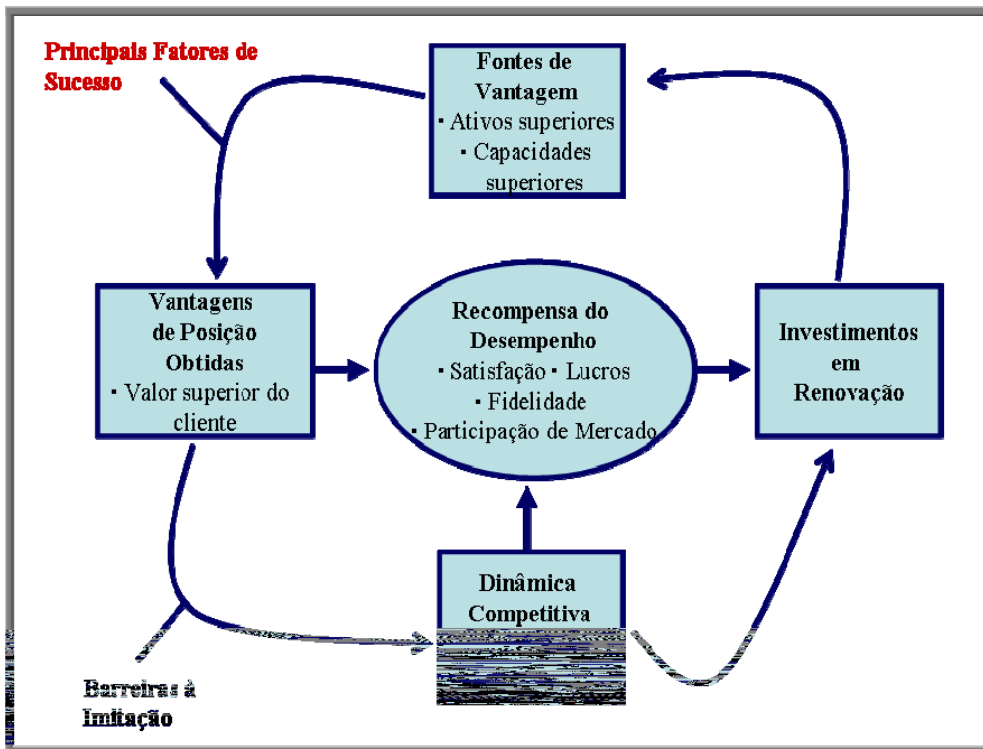 Principais Fatores de
Sucesso
Fontes de
Vantagem
▪ Ativos superiores
▪ Capacidades
superiores
Vantagens
de Posição
Obtidas
▪ Valor superior do
cliente
Recompensa do
Desempenho
▪ Satisfação ▪ Lucros
▪ Fidelidade
▪ Participação de Mercado
Investimentos
em
Renovação
Dinâmica
Competitiva
Barreiras à
Imitação